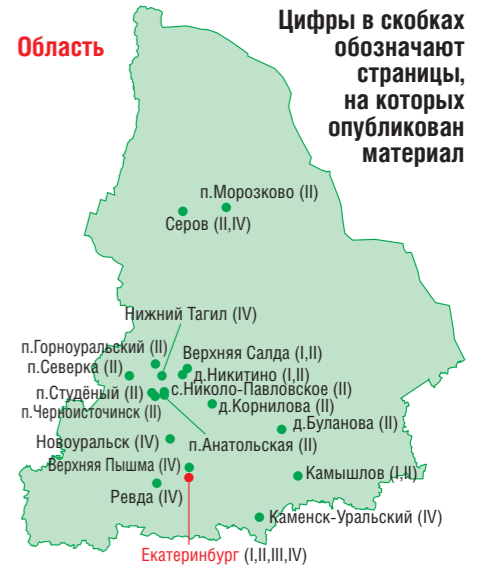 Область
Цифры в скобках
обозначают
страницы,
на которых
опубликован
материал
п.Морозково (II)
Серов (II,IV)
Нижний Тагил (IV)
п.Горноуральский (II)
Верхняя Салда (I,II)
п.Северка (II)
д.Никитино (I,II)
п.Студёный (II)
с.Николо-Павловское (II)
п.Черноисточинск (II)
д.Корнилова (II)
д.Буланова (II)
Новоуральск (IV)
п.Анатольская (II)
Верхняя Пышма (IV)
Камышлов (I,II)
Ревда (IV)
Каменск-Уральский (IV)
Екатеринбург (I,II,III,IV)